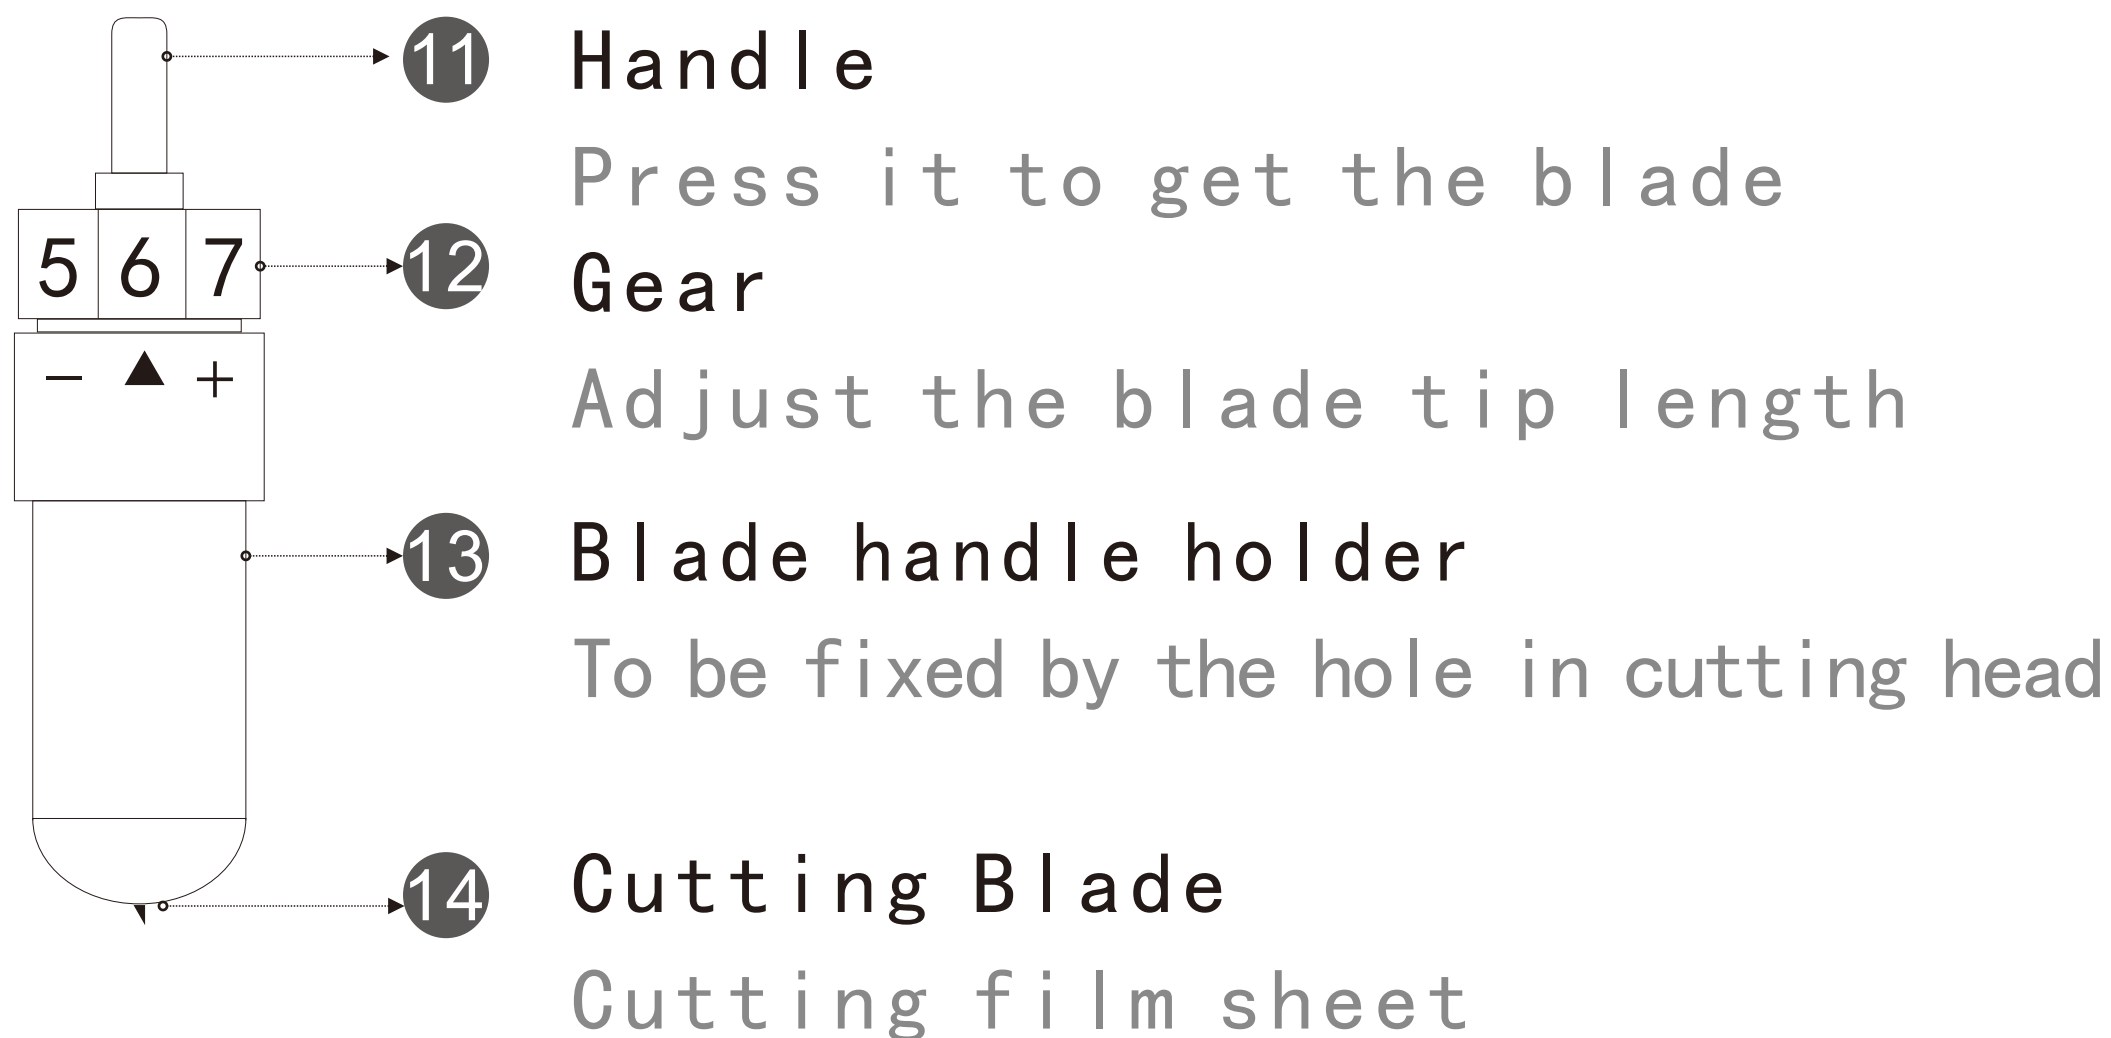 11 Handle
Press it to get the blade
5 6 7
12 Gear
− ▲ +
Adjust the blade tip length
13 Blade handle holder
To be fixed by the hole in cutting head
14 Cutting Blade
Cutting film sheet